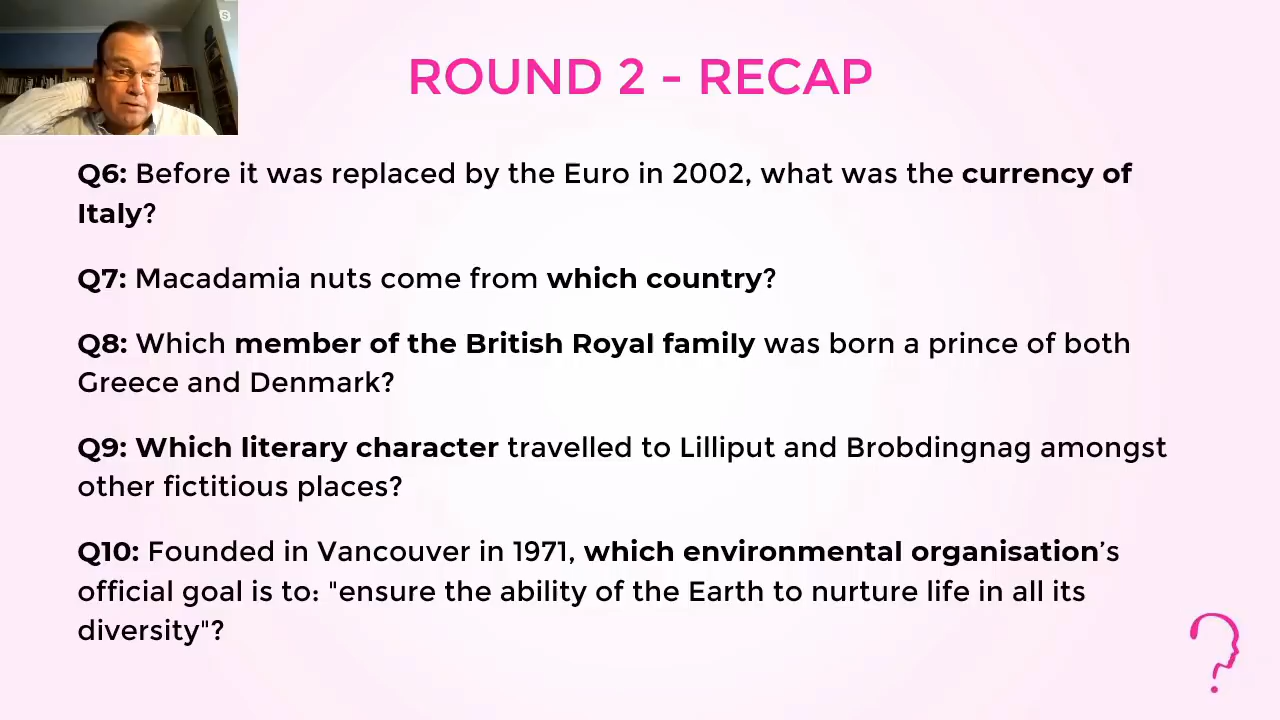 ROUND 2 - RECAP
Q6: Before it was replaced by the Euro in 2002, what was the currency of
Italy?
Q7: Macadamia nuts come from which country?
Q8: Which member of the British Royal family was born a prince of both
Greece and Denmark?
Q9: Which literary character travelled to Lilliput and Brobdingnag amongst
other fictitious places?
Q10: Founded in Vancouver in 1971, which environmental organisation’s
official goal is to: "ensure the ability of the Earth to nurture life in all its
diversity"?